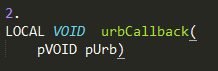 2.
LOCAL VOID  urbCallback(
    pVOID pUrb)